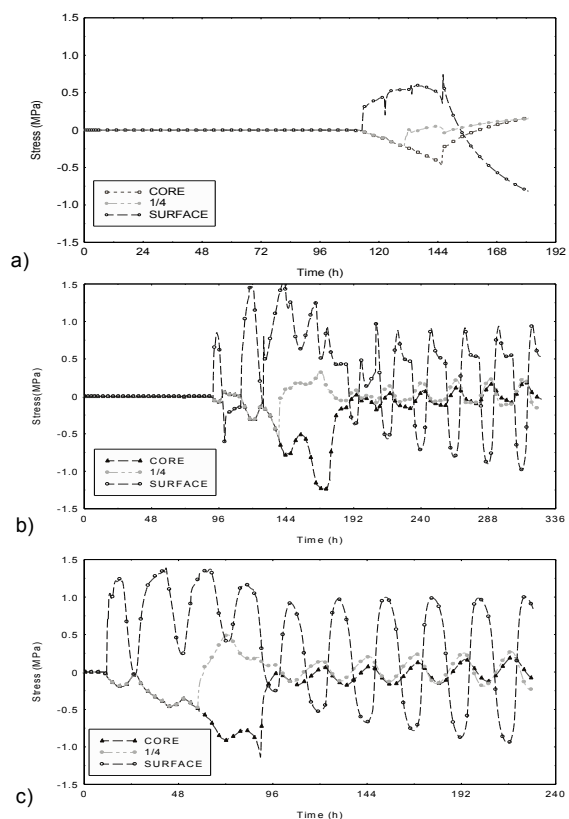 a)
Stress (MPa)
1.5
1.0
0.5
0
-0.5
-1.0
-1.5
CORE
1/4
SURFACE
0 24 48 72 96 120 144 168 192
Time (h)
b)
Stress(MPa)
1.5
1.0
0.5
0
-0.5
-1.0
-1.5
CORE
1/4
SURFACE
0 48 96 144 192 240 288 336
Time (h)
c)
Stress (MPa)
1.5
1.0
0.5
0
-0.5
-1.0
-1.5
CORE
1/4
SURFACE
0 48 96 144 192 240
Time (h)